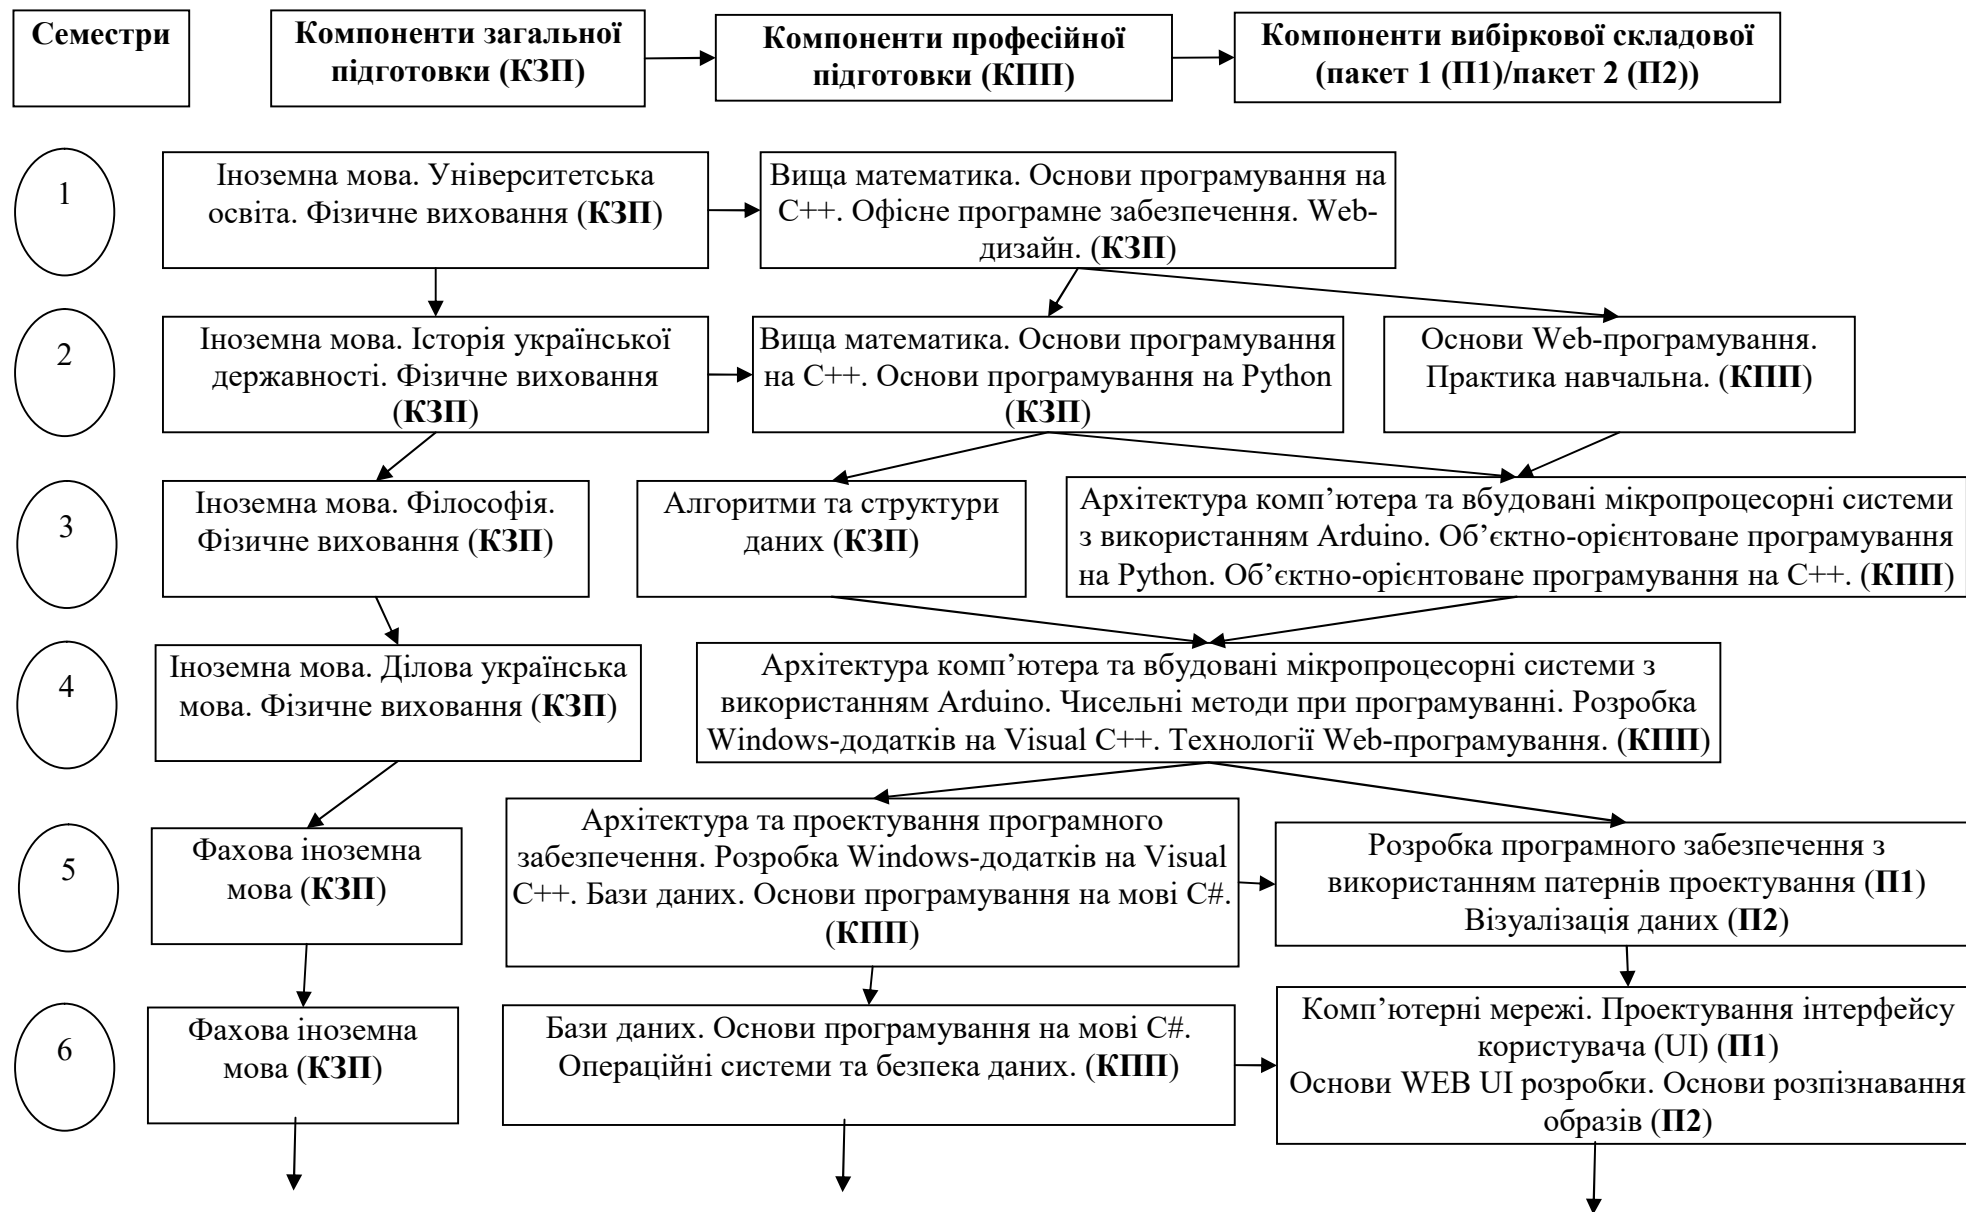 Семестри
Компоненти загальної
підготовки (КЗП)
Компоненти професійної
підготовки (КПП)
Компоненти вибіркової складової
(пакет 1 (П1)/пакет 2 (П2))
1
Іноземна мова. Університетська
освіта. Фізичне виховання (КЗП)
Вища математика. Основи програмування на
C++. Офісне програмне забезпечення. Web-
дизайн. (КЗП)
2
Іноземна мова. Історія української
державності. Фізичне виховання
(КЗП)
Вища математика. Основи програмування
на C++. Основи програмування на Python
(КЗП)
Основи Web-програмування.
Практика навчальна. (КПП)
3
Іноземна мова. Філософія.
Фізичне виховання (КЗП)
Алгоритми та структури
даних (КЗП)
Архітектура комп’ютера та вбудовані мікропроцесорні системи
з використанням Arduino. Об’єктно-орієнтоване програмування
на Python. Об’єктно-орієнтоване програмування на C++. (КПП)
4
Іноземна мова. Ділова українська
мова. Фізичне виховання (КЗП)
Архітектура комп’ютера та вбудовані мікропроцесорні системи з
використанням Arduino. Чисельні методи при програмуванні. Розробка
Windows-додатків на Visual C++. Технології Web-програмування. (КПП)
5
Фахова іноземна
мова (КЗП)
Архітектура та проектування програмного
забезпечення. Розробка Windows-додатків на Visual
C++. Бази даних. Основи програмування на мові C#.
(КПП)
Розробка програмного забезпечення з
використанням патернів проектування (П1)
Візуалізація даних (П2)
6
Фахова іноземна
мова (КЗП)
Бази даних. Основи програмування на мові C#.
Операційні системи та безпека даних. (КПП)
Комп’ютерні мережі. Проектування інтерфейсу
користувача (UI) (П1)
Основи WEB UI розробки. Основи розпізнавання
образів (П2)